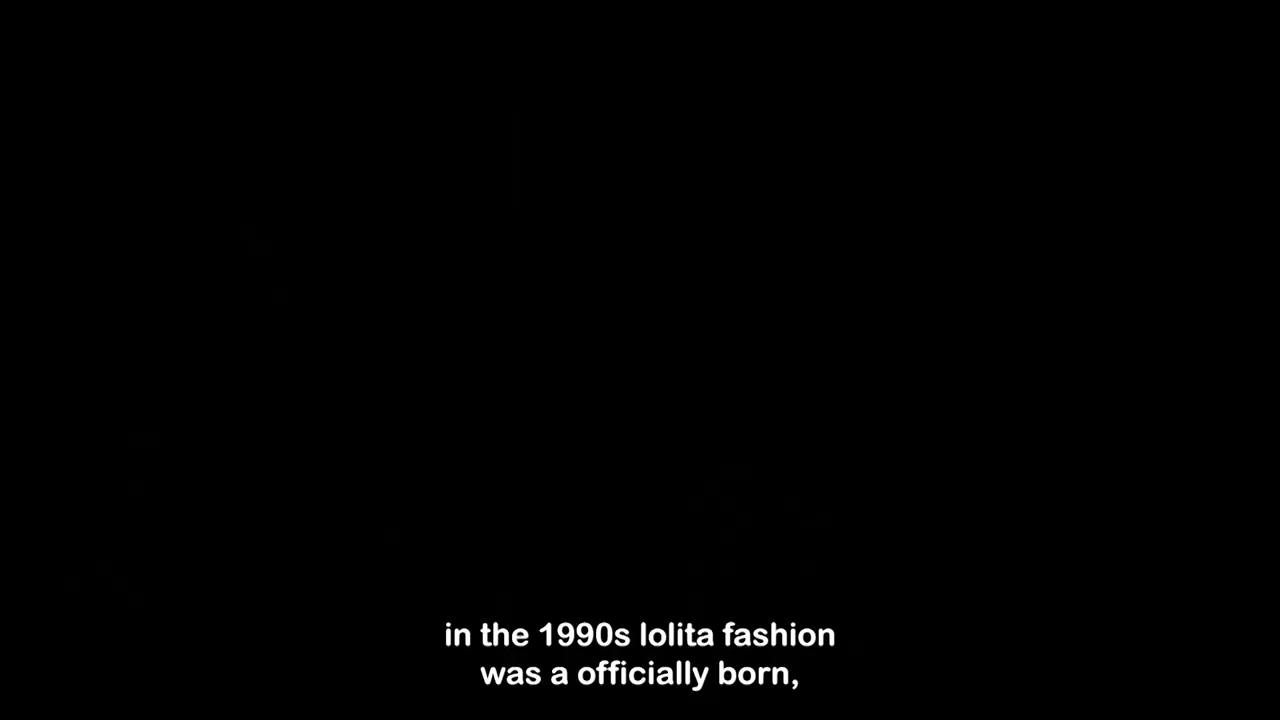 in the 1990s lolita fashion
was a officially born,